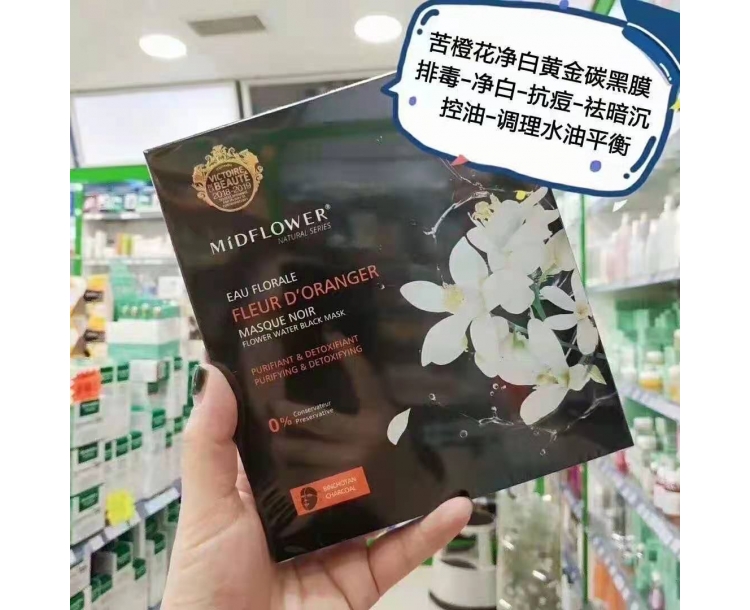 苦橙花净白黄金碳黑膜
排毒-净白-抗痘-祛暗沉
控油-调理水油平衡
VICTOIRE
DE LA BEAUTÉ
2018-2019
MiDFLOWER®
NATURAL SERIES
EAU FLORALE
FLEUR D'ORANGER
MASQUE NOIR
FLOWER WATER BLACK MASK
PURIFIANT & DETOXIFIANT
PURIFYING & DETOXIFYING
0% Conservateur
Preservative
BINCHOTAN
CHARCOAL